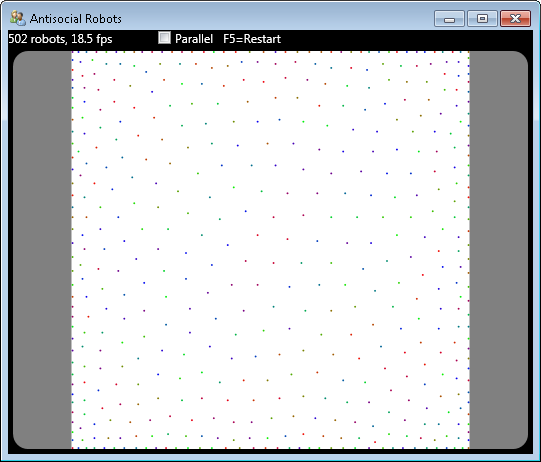 Antisocial Robots
502 robots, 18.5 fps Parallel F5=Restart